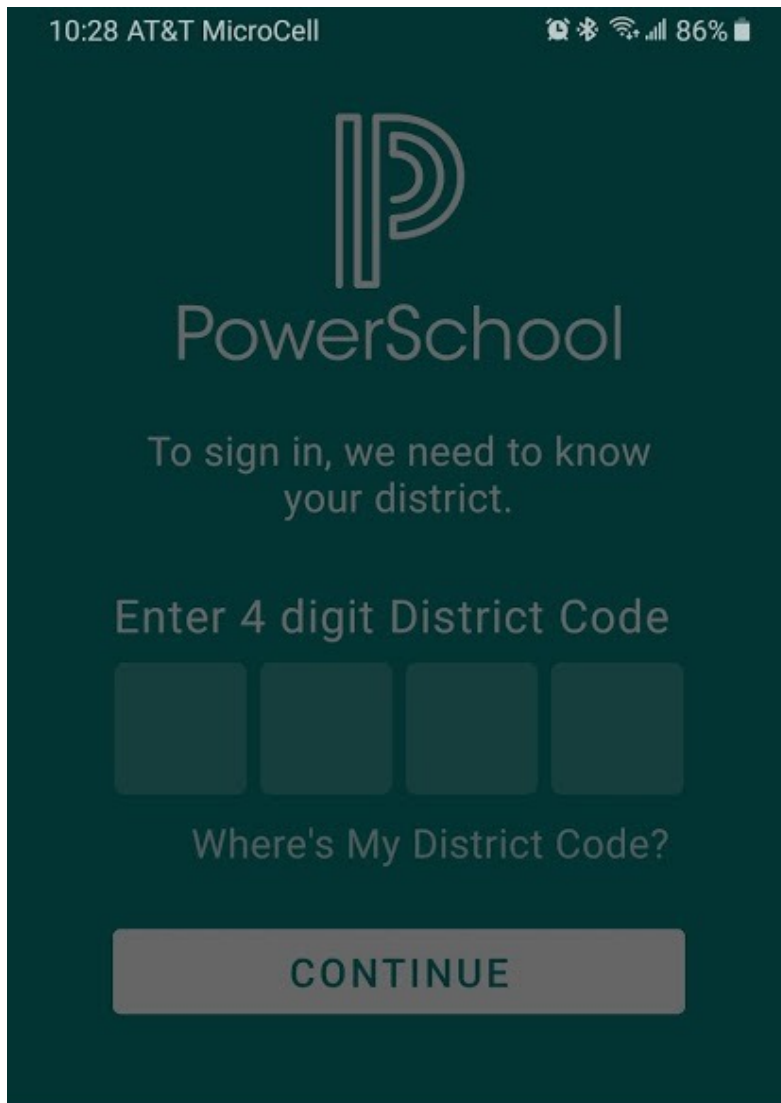 10:28 AT&T MicroCell 86%
PowerSchool
To sign in, we need to know
your district.
Enter 4 digit District Code
Where's My District Code?
CONTINUE